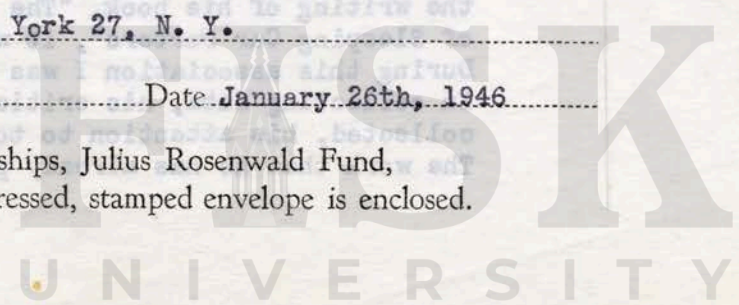 York 27, N. Y.
Date January 26th, 1946
ships, Julius Rosenwald Fund,
ressed, stamped envelope is enclosed.
FISK
UNIVERSITY